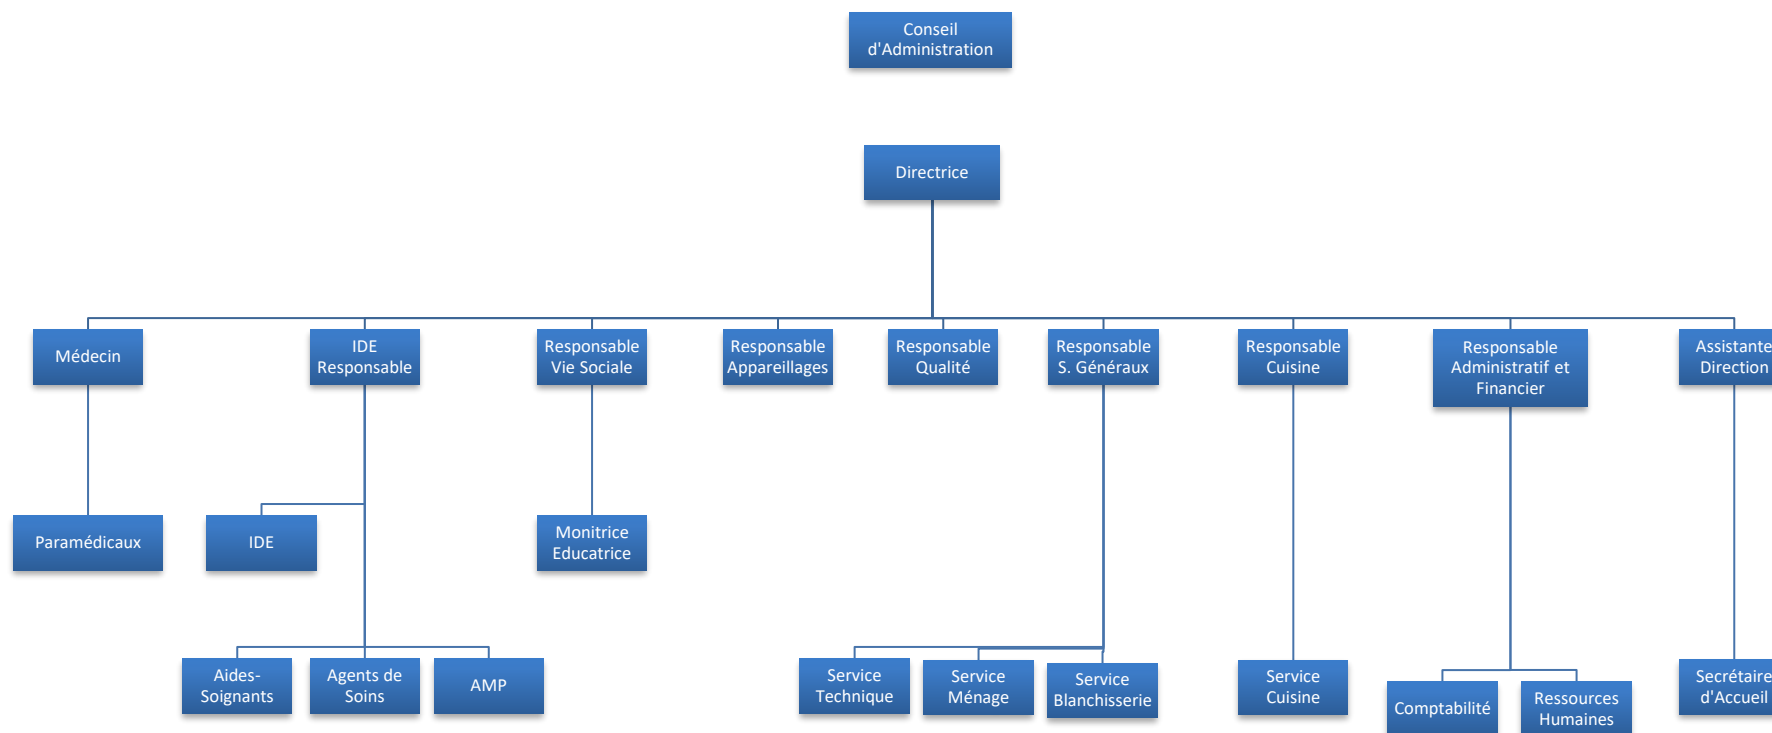 Conseil
d'Administration
Directrice
Médecin
IDE
Responsable
Responsable
Vie Sociale
Responsable
Appareillages
Responsable
Qualité
Responsable
S. Généraux
Responsable
Cuisine
Responsable
Administratif et
Financier
Assistante
Direction
Paramédicaux
IDE
Monitrice
Educatrice
Aides-
Soignants
Agents de
Soins
AMP
Service
Technique
Service
Ménage
Service
Blanchisserie
Service
Cuisine
Comptabilité
Ressources
Humaines
Secrétaire
d'Accueil